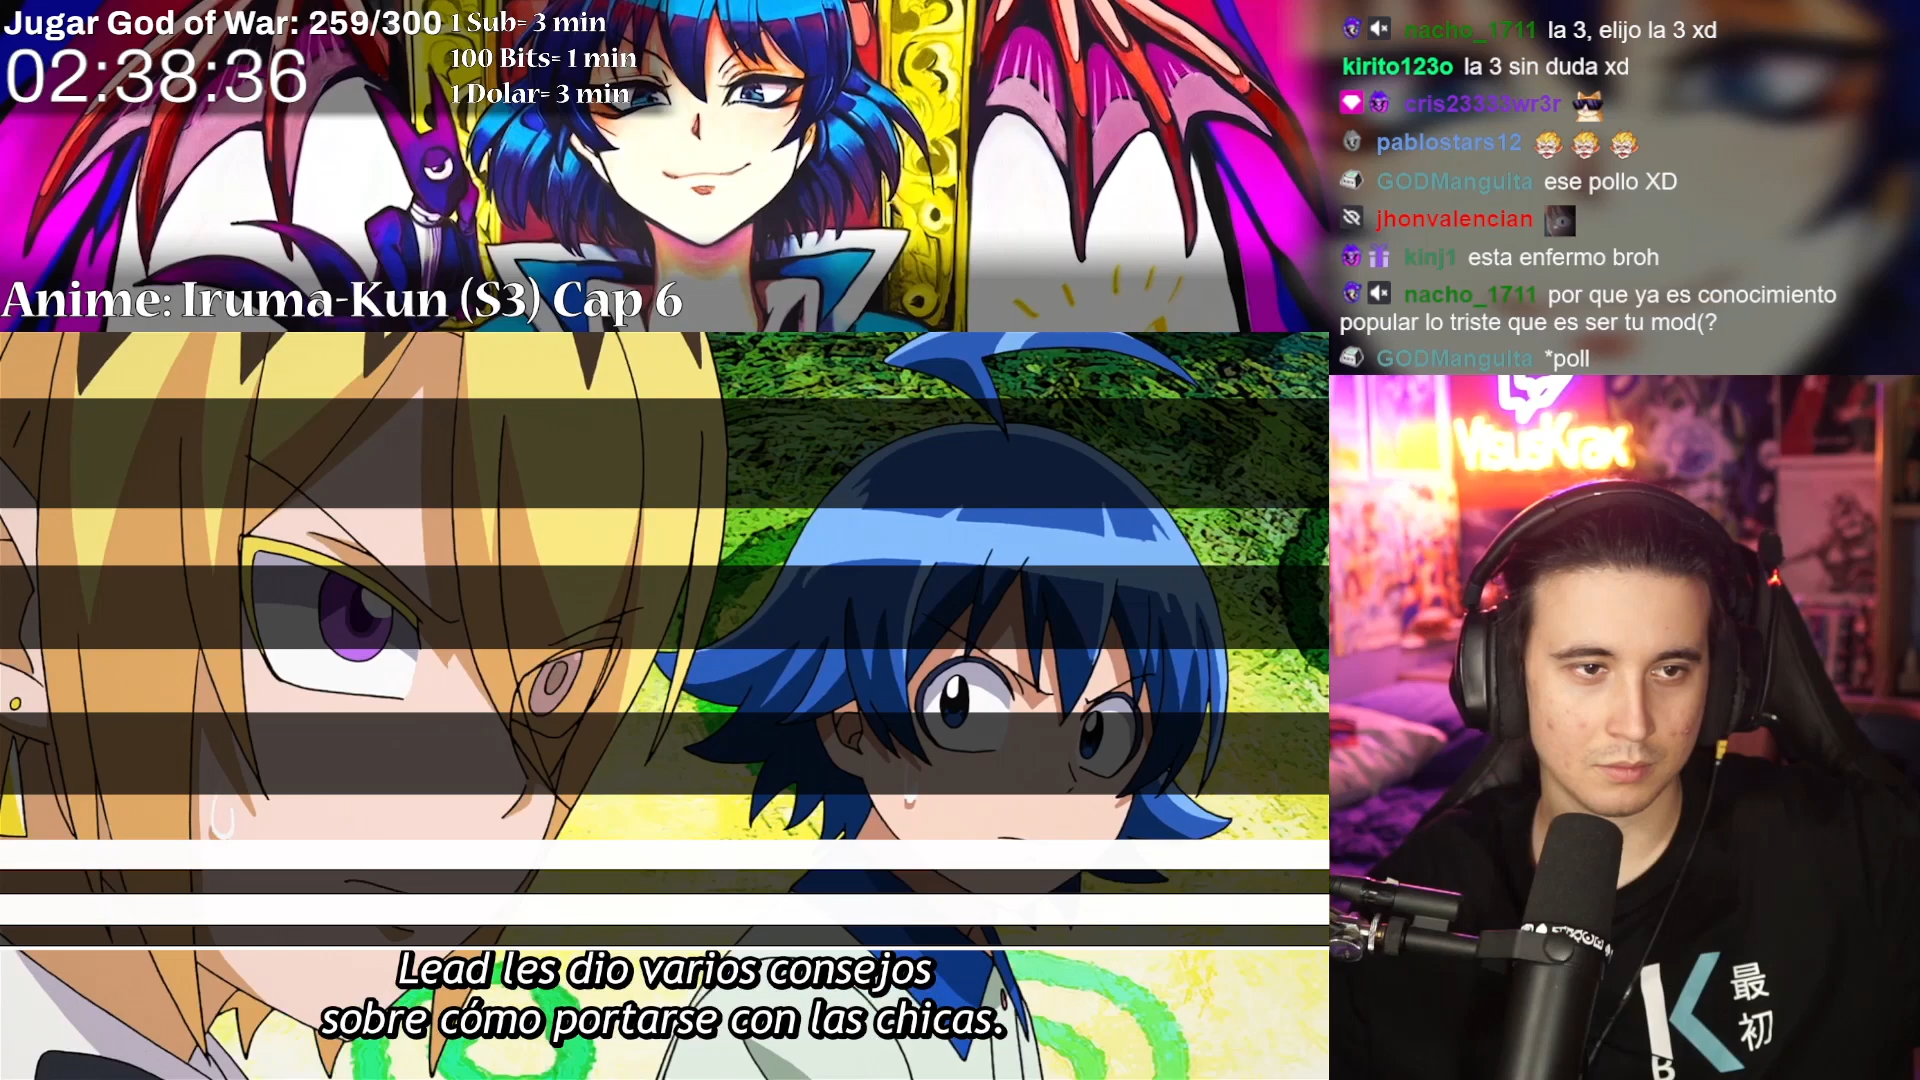 Jugar God of War: 259/300
02:38:36
1 Sub= 3 min
100 Bits= 1 min
1 Dolar= 3 min
Anime: Iruma-Kun (S3) Cap 6
nacho_1711 la 3, elijo la 3 xd
kirito123o la 3 sin duda xd
cris23333wr3r
pablostars12
GODManguita ese pollo XD
jhonvalencian
kinj1 esta enfermo broh
nacho_1711 por que ya es conocimiento
popular lo triste que es ser tu mod(?
GODManguita *poll
VisusKrax
Lead les dio varios consejos
sobre cómo portarse con las chicas.
K
最
初
B